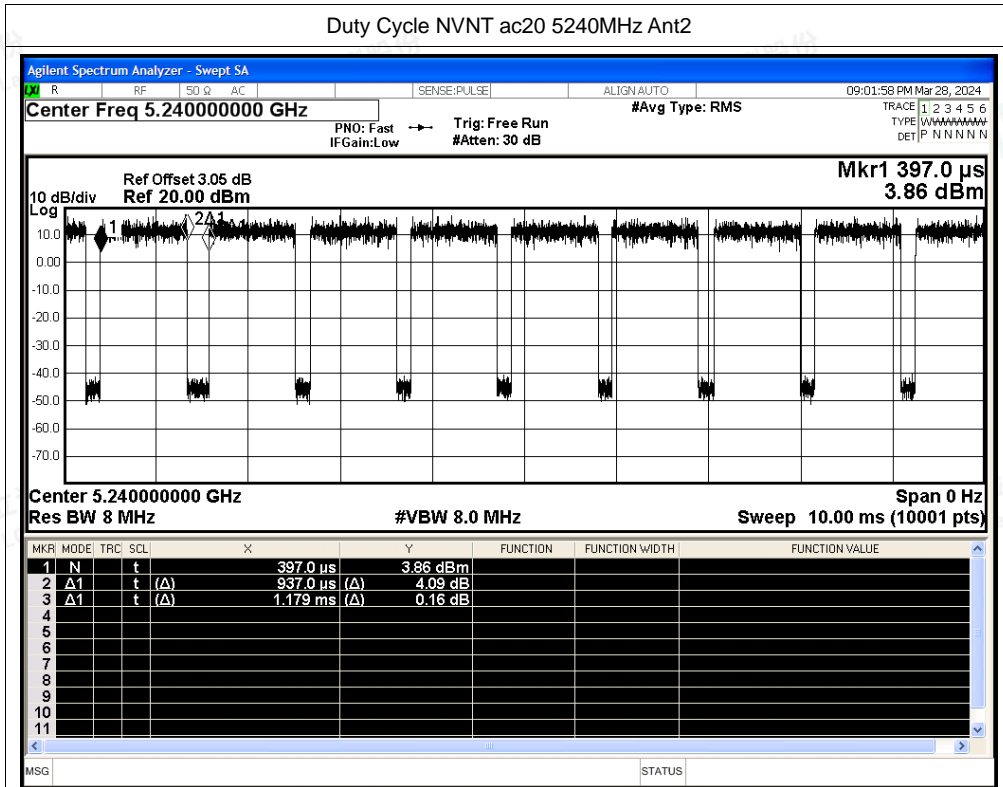 Duty Cycle NVNT ac20 5240MHz Ant2
Agilent Spectrum Analyzer - Swept SA
LXI R RF 50 Ω AC SENSE:PULSE ALIGN AUTO 09:01:58 PM Mar 28, 2024
Center Freq 5.240000000 GHz #Avg Type: RMS TRACE 1 2 3 4 5 6
PNO: Fast Trig: Free Run TYPE WWWWWW
IFGain:Low #Atten: 30 dB DET P N N N N N
Mkr1 397.0 µs
Ref Offset 3.05 dB
10 dB/div Ref 20.00 dBm 3.86 dBm
Log
1 2Δ1 3Δ1
10.0
0.00
-10.0
-20.0
-30.0
-40.0
-50.0
-60.0
-70.0
Center 5.240000000 GHz Span 0 Hz
Res BW 8 MHz #VBW 8.0 MHz Sweep 10.00 ms (10001 pts)
MKR MODE TRC SCL X Y FUNCTION FUNCTION WIDTH FUNCTION VALUE
1 N t 397.0 µs 3.86 dBm
2 Δ1 t (Δ) 937.0 µs (Δ) 4.09 dB
3 Δ1 t (Δ) 1.179 ms (Δ) 0.16 dB
4
5
6
7
8
9
10
11
MSG STATUS